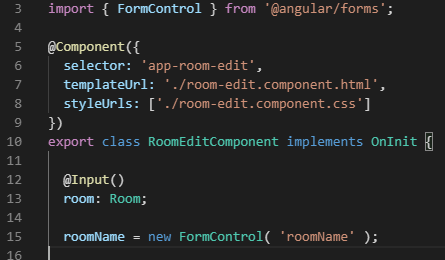 3 import { FormControl } from '@angular/forms';
4
5 @Component({
6   selector: 'app-room-edit',
7   templateUrl: './room-edit.component.html',
8   styleUrls: ['./room-edit.component.css']
9 })
10 export class RoomEditComponent implements OnInit {
11
12   @Input()
13   room: Room;
14
15   roomName = new FormControl( 'roomName' );
16